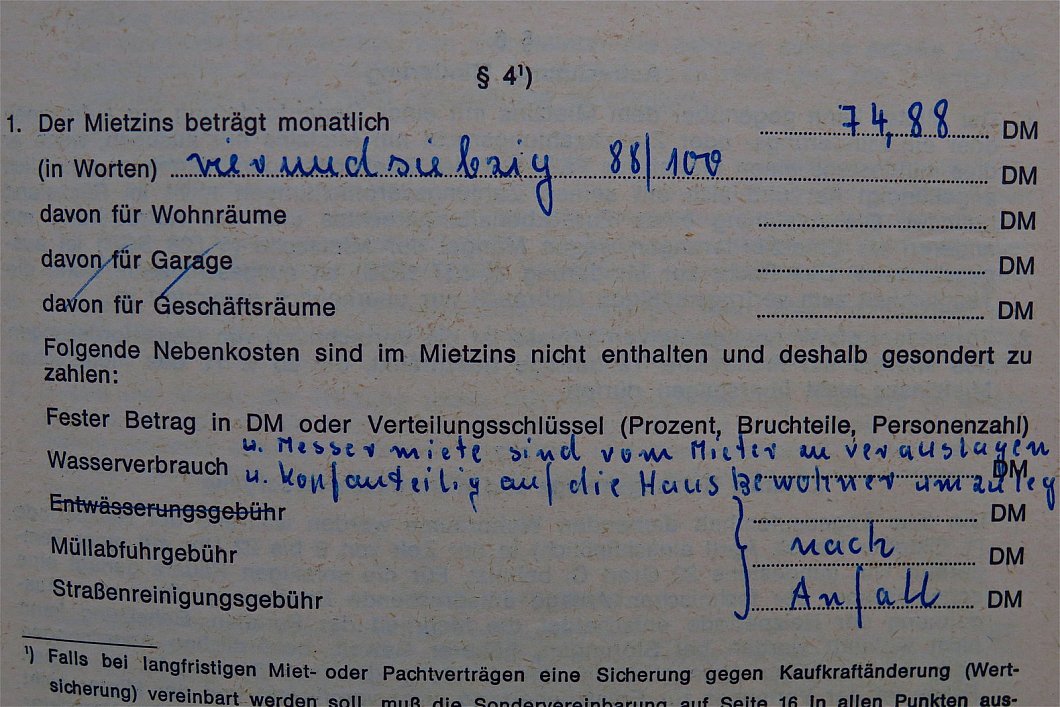 § 4¹)
1. Der Mietzins beträgt monatlich 74,88 DM
(in Worten) vierundsiebzig 88/100 DM
davon für Wohnräume DM
davon für Garage DM
davon für Geschäftsräume DM
Folgende Nebenkosten sind im Mietzins nicht enthalten und deshalb gesondert zu
zahlen:
Fester Betrag in DM oder Verteilungsschlüssel (Prozent, Bruchteile, Personenzahl)
u. Messermiete sind vom Mieter zu verauslagen
Wasserverbrauch DM
u. kopfanteilig auf die Hausbewohner umzuleg
Entwässerungsgebühr DM
Müllabfuhrgebühr nach DM
Straßenreinigungsgebühr Anfall DM
¹) Falls bei langfristigen Miet- oder Pachtverträgen eine Sicherung gegen Kaufkraftänderung (Wert-
sicherung) vereinbart werden soll, muß die Sondervereinbarung auf Seite 16 in allen Punkten aus-